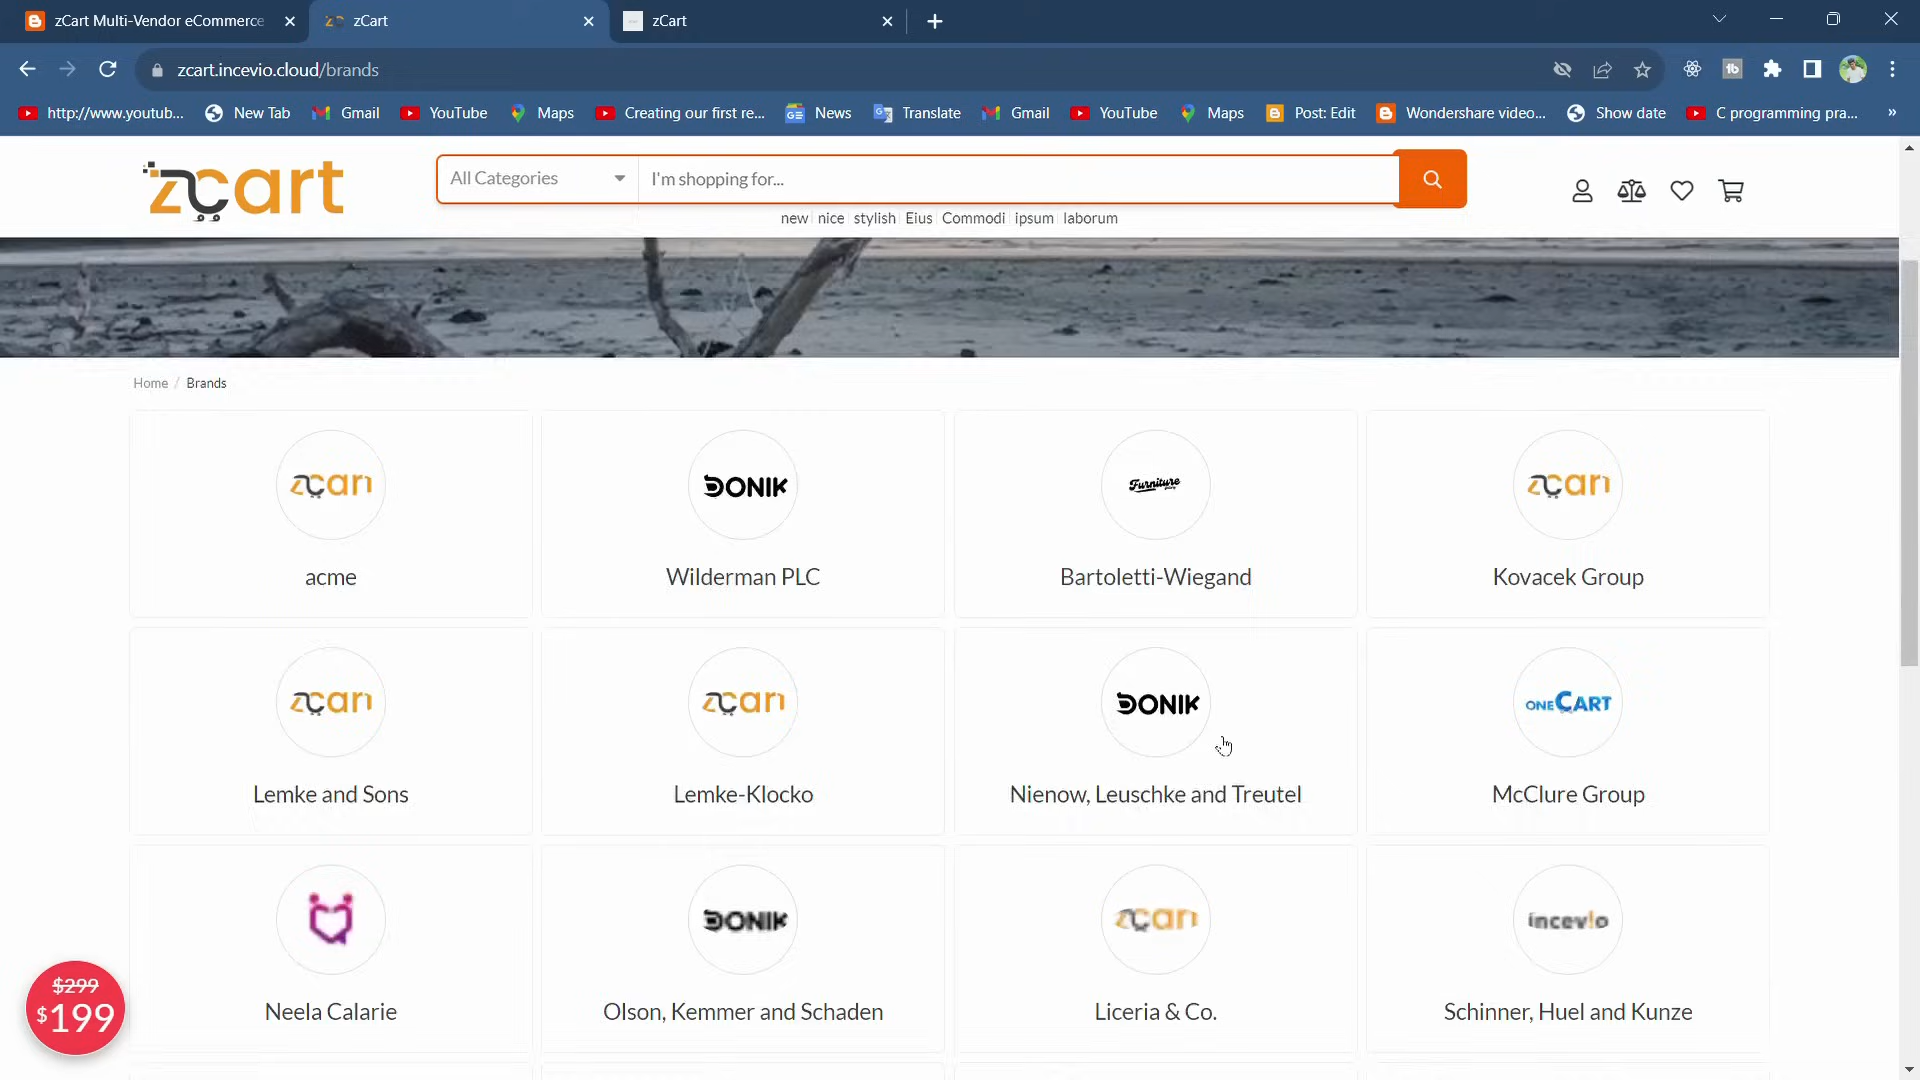 zCart Multi-Vendor eCommerce
zCart
zCart
zcart.incevio.cloud/brands
http://www.youtub...
New Tab
Gmail
YouTube
Maps
Creating our first re...
News
Translate
Gmail
YouTube
Maps
Post: Edit
Wondershare video...
Show date
C programming pra...
»
zcart
All Categories
I'm shopping for...
new nice stylish Eius Commodi ipsum laborum
Home / Brands
zcart
DONIK
Furniture
zcart
acme
Wilderman PLC
Bartoletti-Wiegand
Kovacek Group
zcart
zcart
DONIK
ONECART
Lemke and Sons
Lemke-Klocko
Nienow, Leuschke and Treutel
McClure Group
DONIK
zcart
incevio
Neela Calarie
Olson, Kemmer and Schaden
Liceria & Co.
Schinner, Huel and Kunze
$299
$199